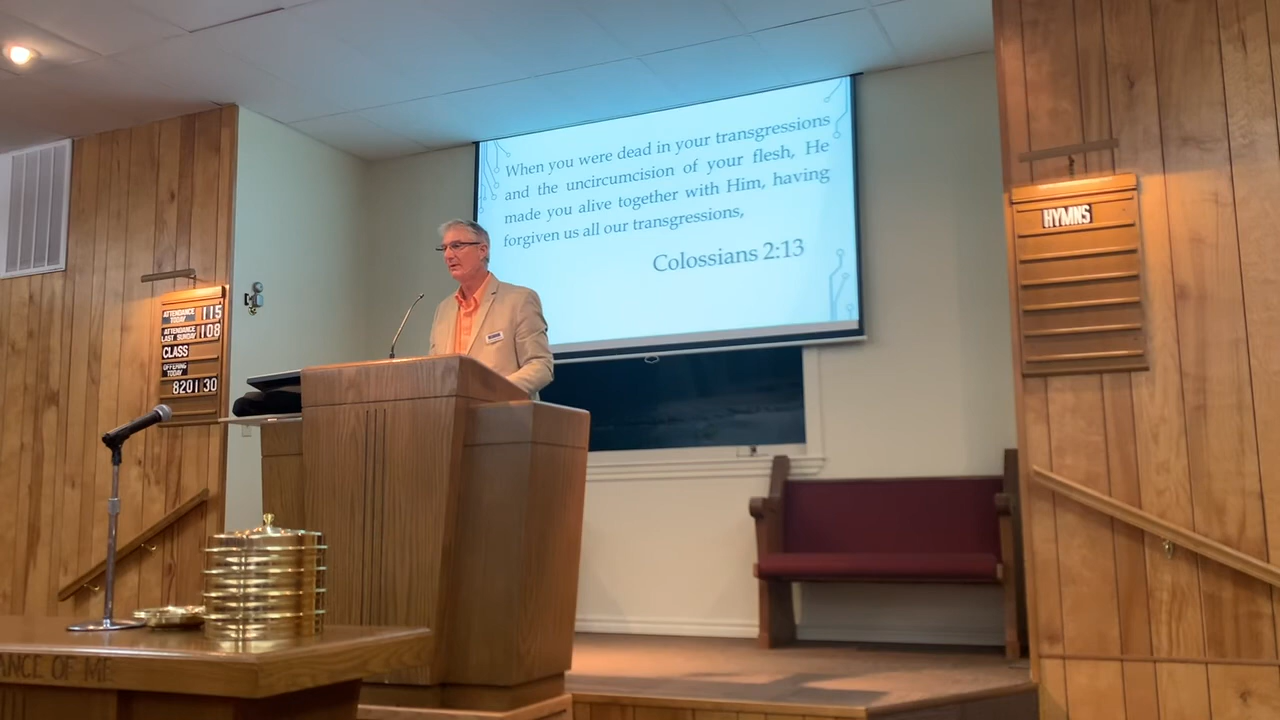 When you were dead in your transgressions
and the uncircumcision of your flesh, He
made you alive together with Him, having
forgiven us all our transgressions,
Colossians 2:13
HYMNS
ATTENDANCE
TODAY 115
ATTENDANCE
LAST SUNDAY 108
CLASS
OFFERING
TODAY
8201 30
ANCE OF ME